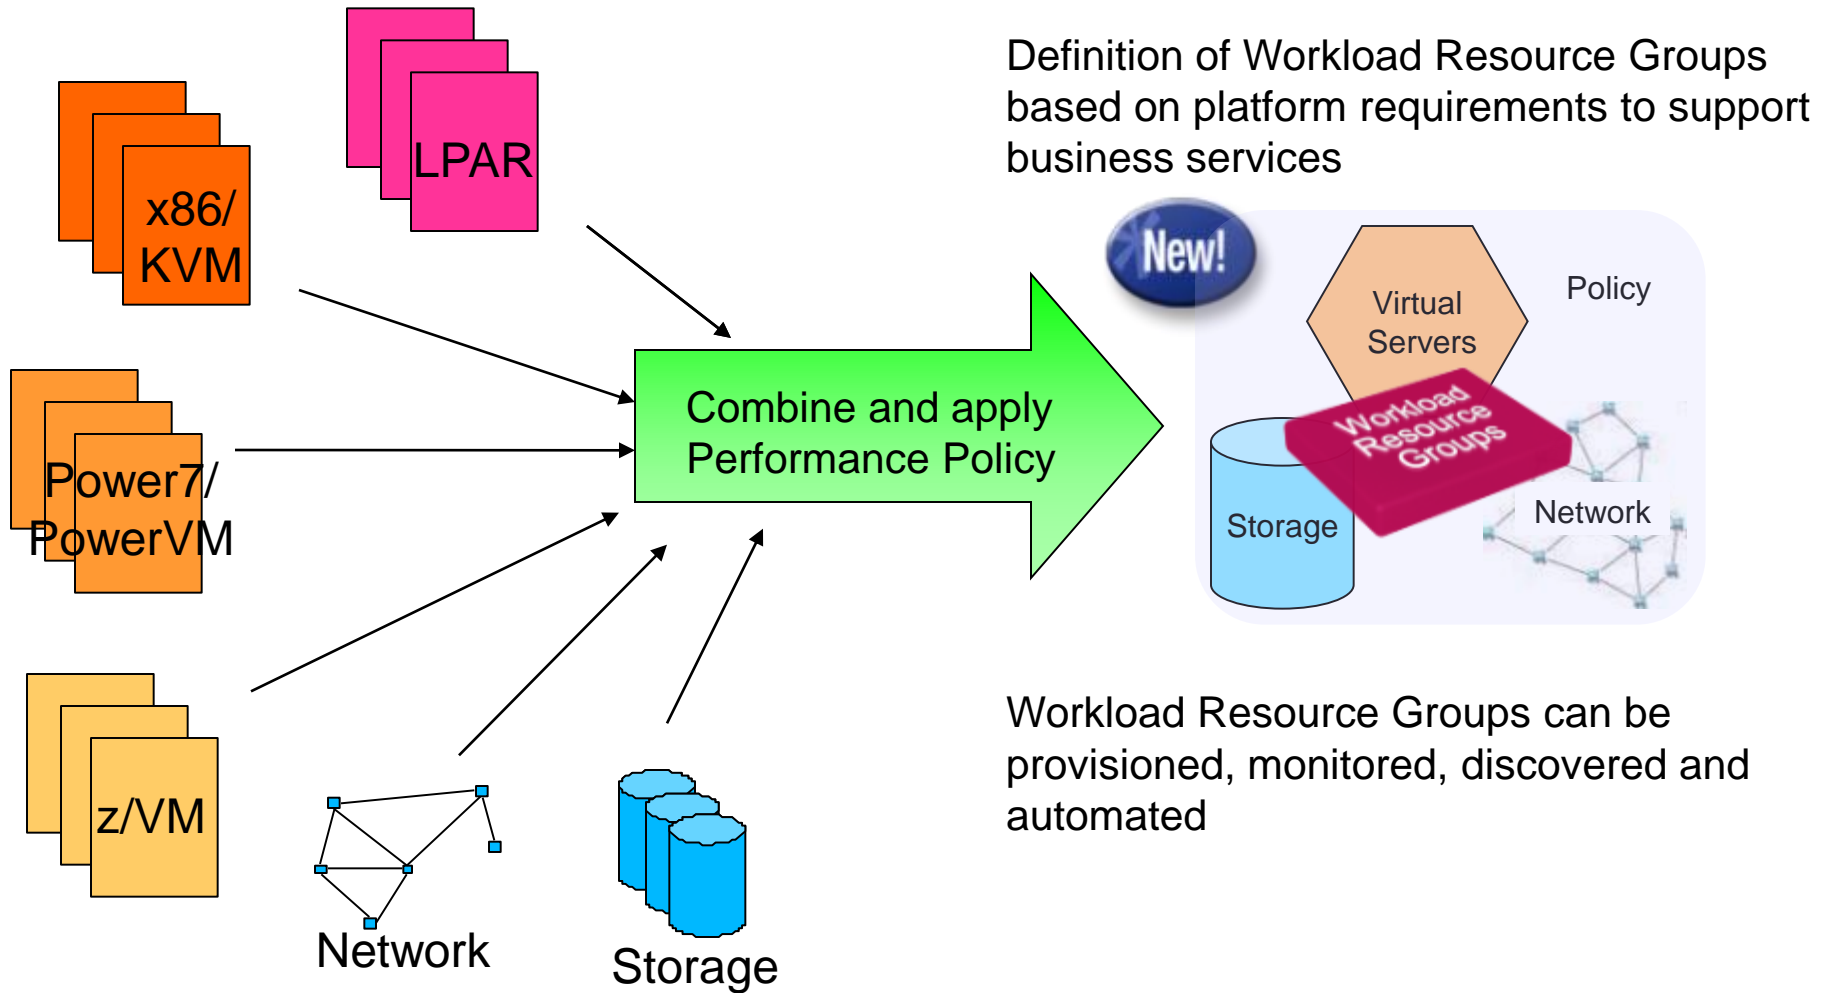 LPAR
x86/
KVM
Power7/
PowerVM
z/VM
Network
Storage
Combine and apply
Performance Policy
Definition of Workload Resource Groups
based on platform requirements to support
business services
New!
Policy
Virtual
Servers
Workload
Resource
Groups
Storage
Network
Workload Resource Groups can be
provisioned, monitored, discovered and
automated